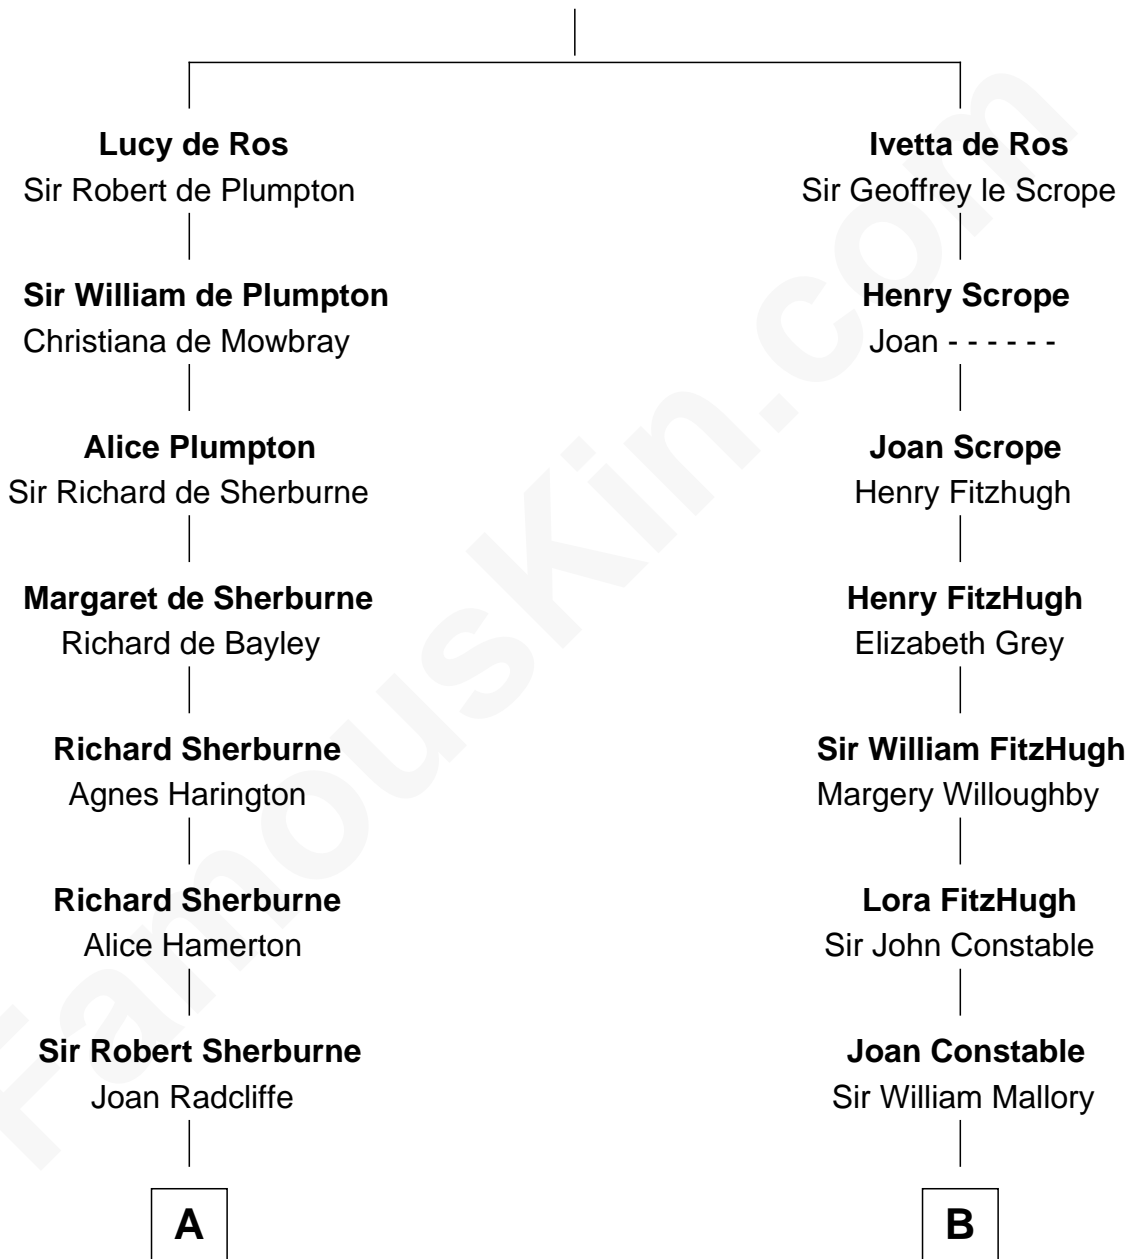 Lucy de Ros
Sir Robert de Plumpton
Sir William de Plumpton
Christiana de Mowbray
Alice Plumpton
Sir Richard de Sherburne
Margaret de Sherburne
Richard de Bayley
Richard Sherburne
Agnes Harington
Richard Sherburne
Alice Hamerton
Sir Robert Sherburne
Joan Radcliffe
A
Ivetta de Ros
Sir Geoffrey le Scrope
Henry Scrope
Joan - - - - - -
Joan Scrope
Henry Fitzhugh
Henry FitzHugh
Elizabeth Grey
Sir William FitzHugh
Margery Willoughby
Lora FitzHugh
Sir John Constable
Joan Constable
Sir William Mallory
B
FamousKin.com